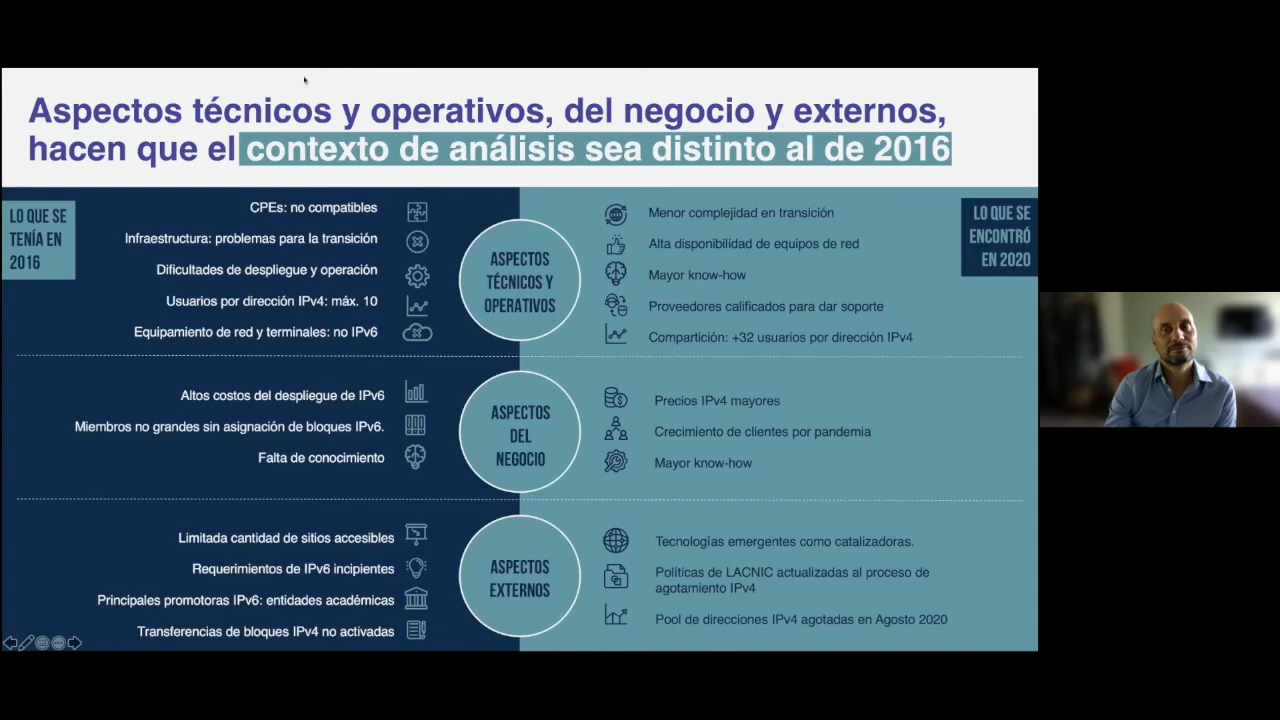 Aspectos técnicos y operativos, del negocio y externos,
hacen que el contexto de análisis sea distinto al de 2016
LO QUE SE
TENÍA EN
2016
CPEs: no compatibles
Infraestructura: problemas para la transición
Dificultades de despliegue y operación
Usuarios por dirección IPv4: máx. 10
Equipamiento de red y terminales: no IPv6
ASPECTOS
TÉCNICOS Y
OPERATIVOS
Menor complejidad en transición
Alta disponibilidad de equipos de red
Mayor know-how
Proveedores calificados para dar soporte
Compartición: +32 usuarios por dirección IPv4
LO QUE SE
ENCONTRÓ
EN 2020
Altos costos del despliegue de IPv6
Miembros no grandes sin asignación de bloques IPv6.
Falta de conocimiento
ASPECTOS
DEL
NEGOCIO
Precios IPv4 mayores
Crecimiento de clientes por pandemia
Mayor know-how
Limitada cantidad de sitios accesibles
Requerimientos de IPv6 incipientes
Principales promotoras IPv6: entidades académicas
Transferencias de bloques IPv4 no activadas
ASPECTOS
EXTERNOS
Tecnologías emergentes como catalizadoras.
Políticas de LACNIC actualizadas al proceso de
agotamiento IPv4
Pool de direcciones IPv4 agotadas en Agosto 2020